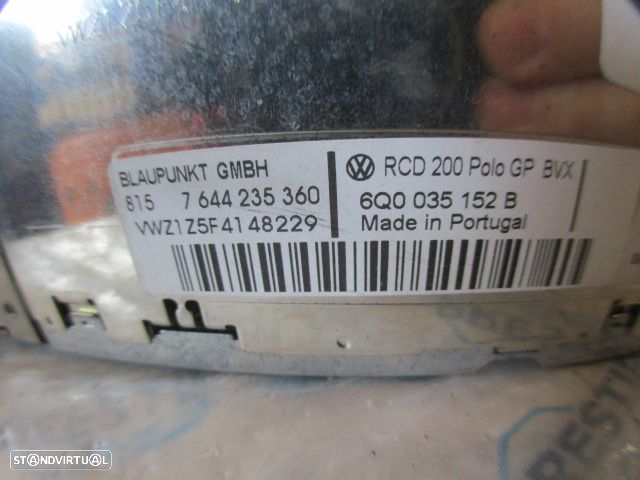 BLAUPUNKT GMBH
815 7 644 235 360
VWZ1Z5F4148229
RCD 200 Polo GP BVX
6Q0 035 152 B
Made in Portugal
STANDVIRTUAL